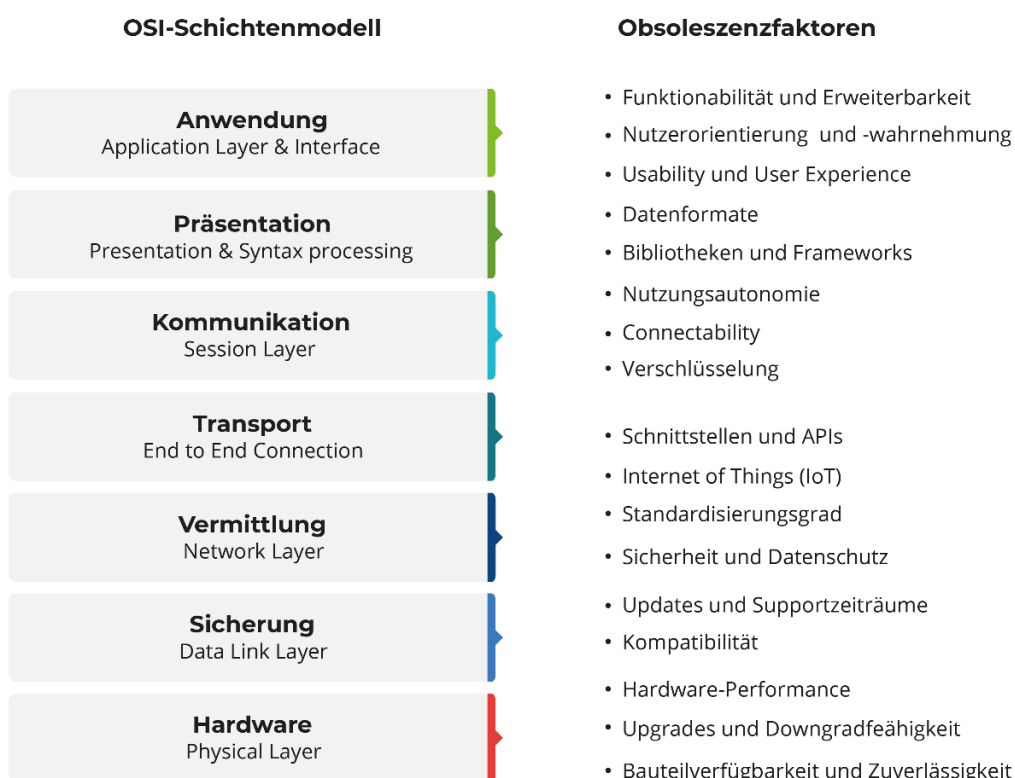 OSI-Schichtenmodell
Anwendung
Application Layer & Interface
Präsentation
Presentation & Syntax processing
Kommunikation
Session Layer
Transport
End to End Connection
Vermittlung
Network Layer
Sicherung
Data Link Layer
Hardware
Physical Layer
Obsoleszenzfaktoren
• Funktionabilität und Erweiterbarkeit
• Nutzerorientierung und -wahrnehmung
• Usability und User Experience
• Datenformate
• Bibliotheken und Frameworks
• Nutzungsautonomie
• Connectability
• Verschlüsselung
• Schnittstellen und APIs
• Internet of Things (IoT)
• Standardisierungsgrad
• Sicherheit und Datenschutz
• Updates und Supportzeiträume
• Kompatibilität
• Hardware-Performance
• Upgrades und Downgradfeähigkeit
• Bauteilverfügbarkeit und Zuverlässigkeit